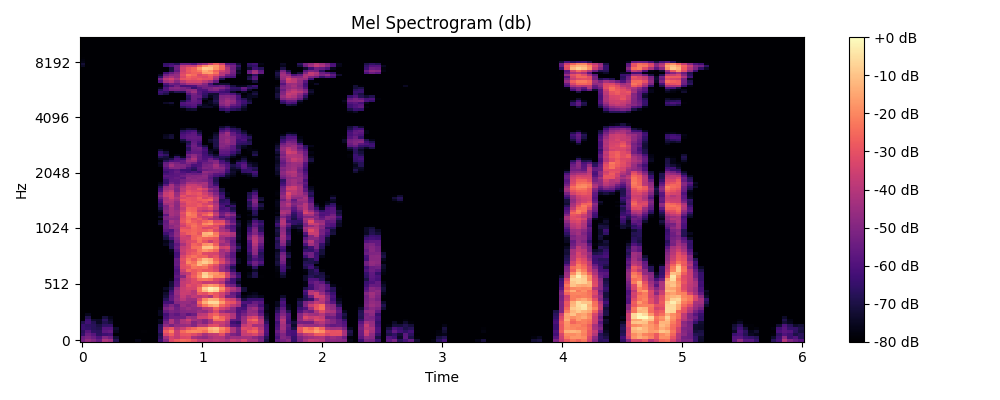 Mel Spectrogram (db)
Hz
8192
4096
2048
1024
512
0
0 1 2 3 4 5 6
Time
+0 dB
-10 dB
-20 dB
-30 dB
-40 dB
-50 dB
-60 dB
-70 dB
-80 dB